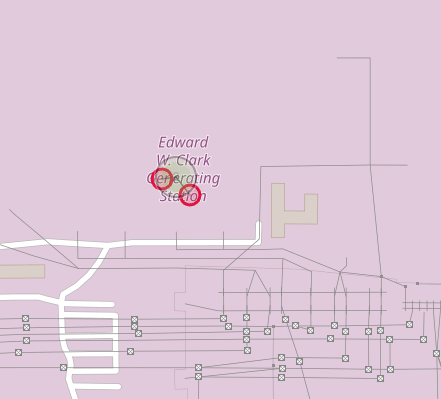 Edward
W. Clark
Generating
Station